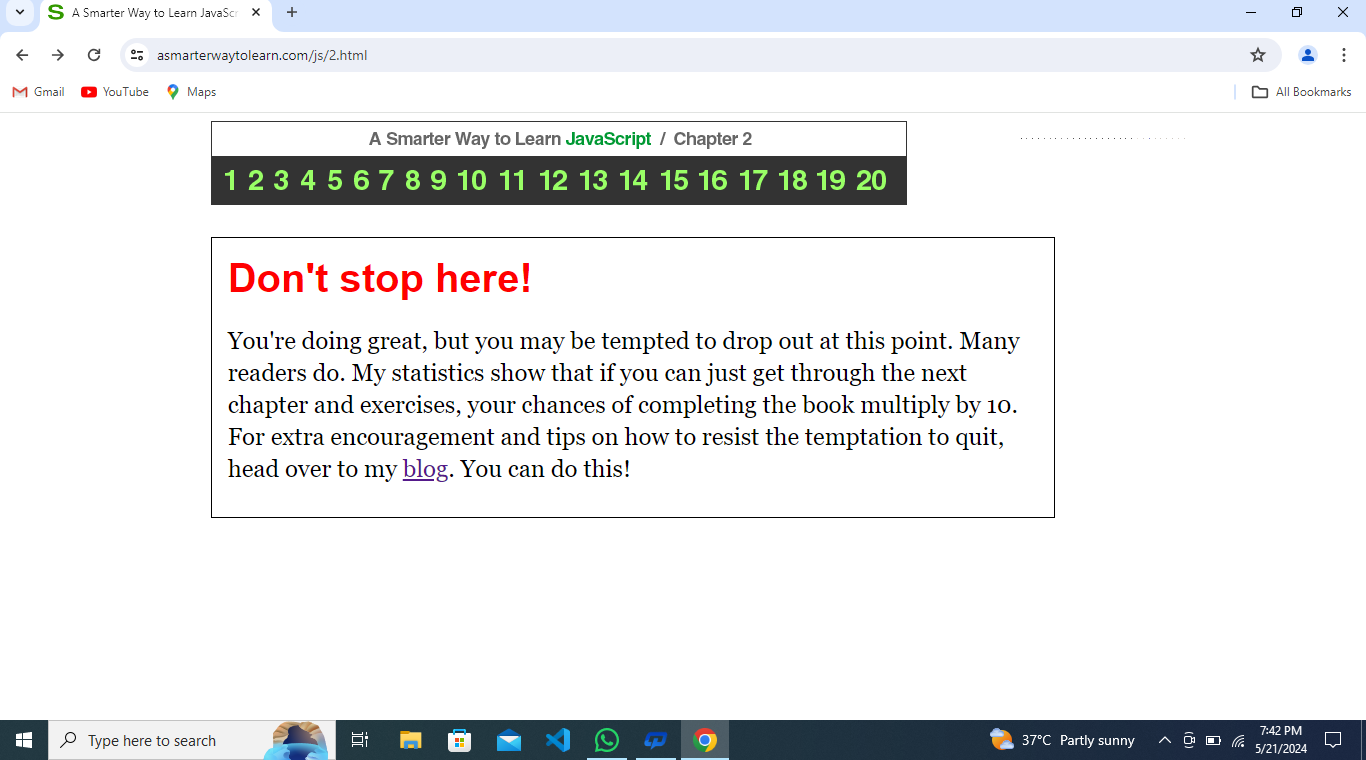 A Smarter Way to Learn JavaScr
asmarterwaytolearn.com/js/2.html
Gmail YouTube Maps All Bookmarks
A Smarter Way to Learn JavaScript / Chapter 2
1 2 3 4 5 6 7 8 9 10 11 12 13 14 15 16 17 18 19 20
Don't stop here!
You're doing great, but you may be tempted to drop out at this point. Many
readers do. My statistics show that if you can just get through the next
chapter and exercises, your chances of completing the book multiply by 10.
For extra encouragement and tips on how to resist the temptation to quit,
head over to my blog. You can do this!
Type here to search
37°C Partly sunny
7:42 PM
5/21/2024